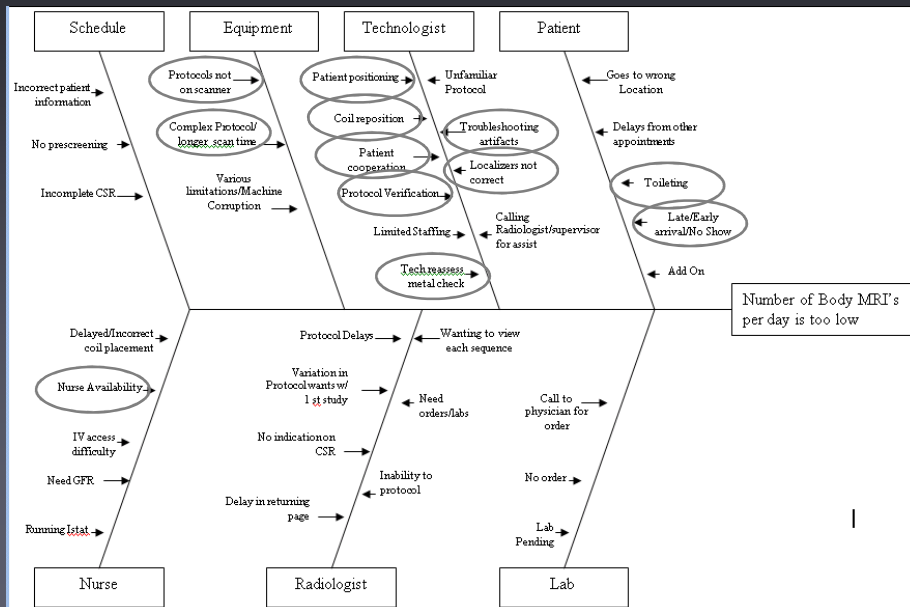 Schedule
Equipment
Technologist
Patient
Incorrect patient
information
No prescreening
Incomplete CSR
Protocols not
on scanner
Complex Protocol/
longer scan time
Various
limitations/Machine
Corruption
Patient positioning
Coil reposition
Patient
cooperation
Protocol Verification
Limited Staffing
Tech reassess
metal check
Unfamiliar
Protocol
Troubleshooting
artifacts
Localizers not
correct
Calling
Radiologist/supervisor
for assist
Goes to wrong
Location
Delays from other
appointments
Toileting
Late/Early
arrival/No Show
Add On
Number of Body MRI's
per day is too low
Delayed/Incorrect
coil placement
Nurse Availability
IV access
difficulty
Need GFR
Running Istat
Protocol Delays
Variation in
Protocol wants w/
1 st study
No indication on
CSR
Delay in returning
page
Wanting to view
each sequence
Need
orders/labs
Inability to
protocol
Call to
physician for
order
No order
Lab
Pending
Nurse
Radiologist
Lab